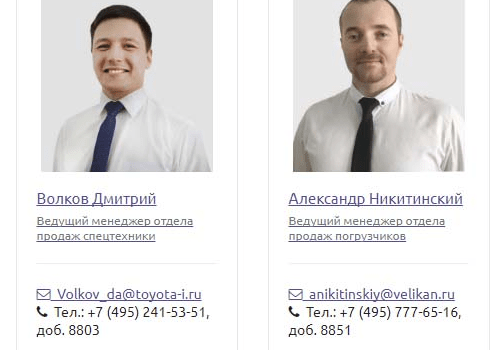 Волков Дмитрий
Ведущий менеджер отдела
продаж спецтехники
Volkov_da@toyota-i.ru
Тел.: +7 (495) 241-53-51,
доб. 8803
Александр Никитинский
Ведущий менеджер отдела
продаж погрузчиков
anikitinskiy@velikan.ru
Тел.: +7 (495) 777-65-16,
доб. 8851